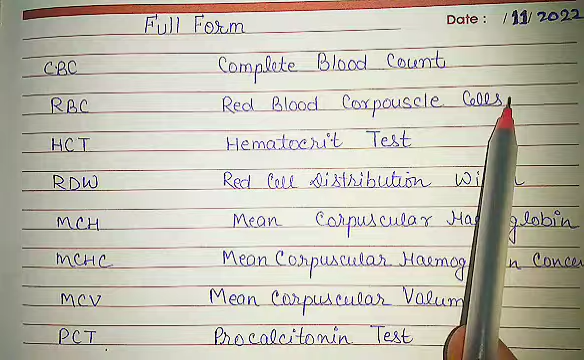 Full Form Date : /11/2022
CBC Complete Blood Count
RBC Red Blood Corpouscle Cells
HCT Hematocrit Test
RDW Red Cell Distribution
MCH Mean Corpuscular
MCHC Mean Corpuscular
MCV Mean Corpuscular
PCT Procalcitonin Test